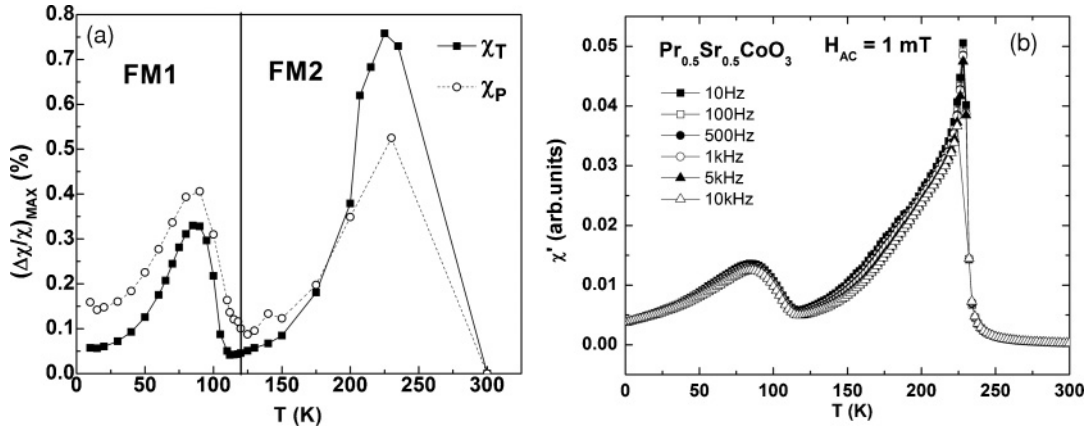 (a)
FM1
FM2
χT
χP
(Δχ/χ)MAX (%)
0.8
0.7
0.6
0.5
0.4
0.3
0.2
0.1
0.0
0
50
100
150
200
250
300
T (K)
(b)
Pr0.5Sr0.5CoO3
HAC = 1 mT
10Hz
100Hz
500Hz
1kHz
5kHz
10kHz
χ' (arb.units)
0.05
0.04
0.03
0.02
0.01
0.00
0
50
100
150
200
250
300
T (K)